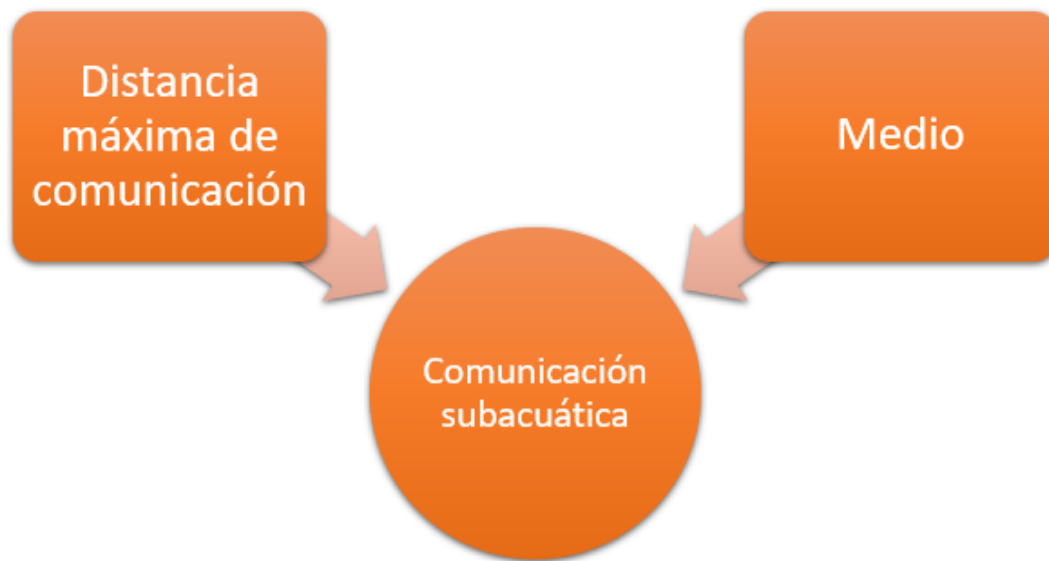 Distancia
máxima de
comunicación
Medio
Comunicación
subacuática